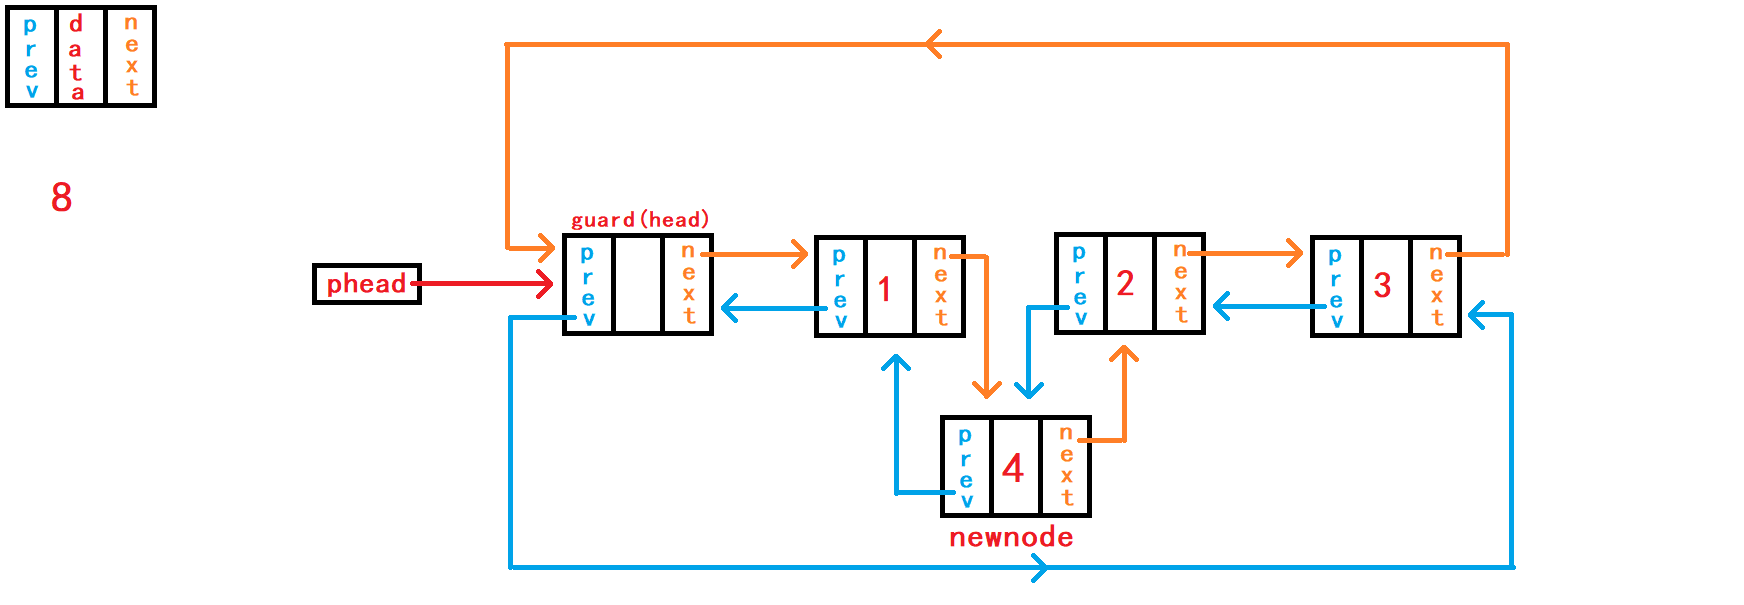 prev data next
8
guard(head)
phead
prev next
prev 1 next
prev 2 next
prev 3 next
prev 4 next
newnode